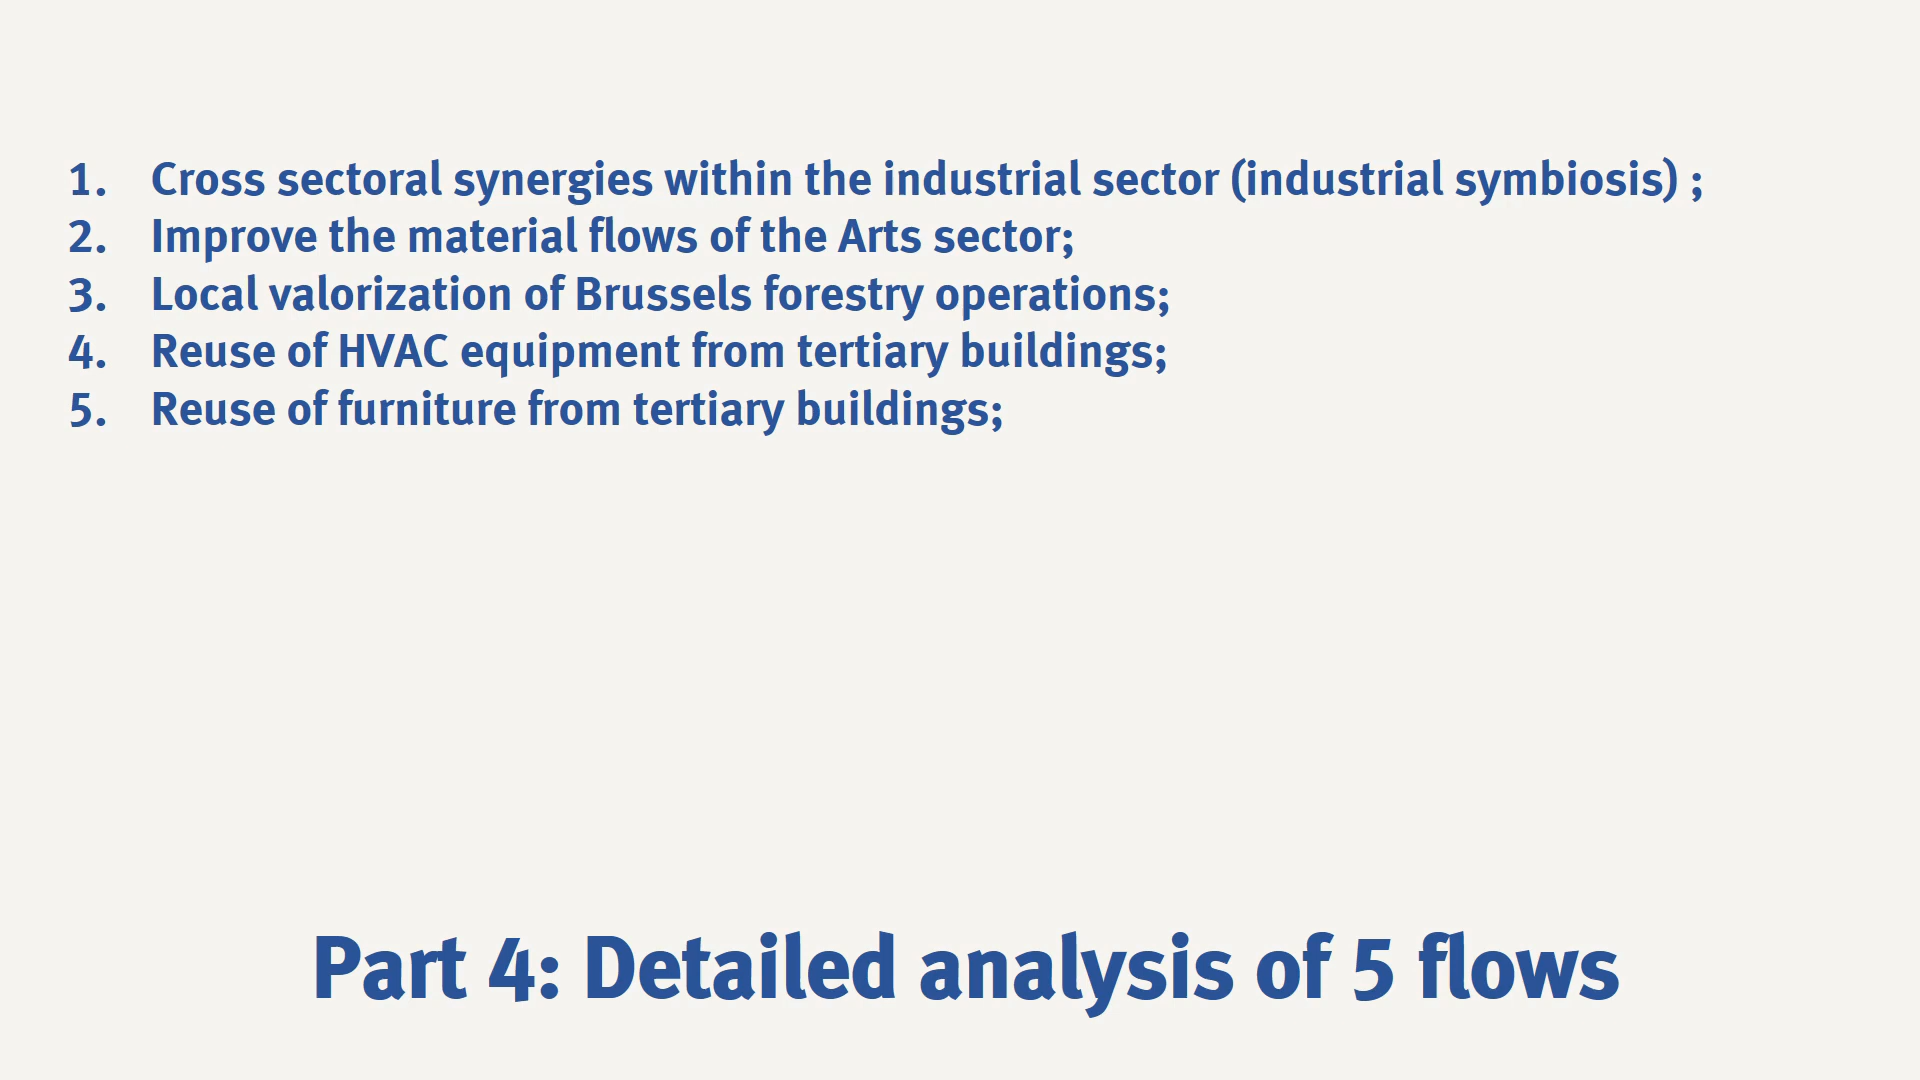 1. Cross sectoral synergies within the industrial sector (industrial symbiosis) ;
2. Improve the material flows of the Arts sector;
3. Local valorization of Brussels forestry operations;
4. Reuse of HVAC equipment from tertiary buildings;
5. Reuse of furniture from tertiary buildings;
Part 4: Detailed analysis of 5 flows